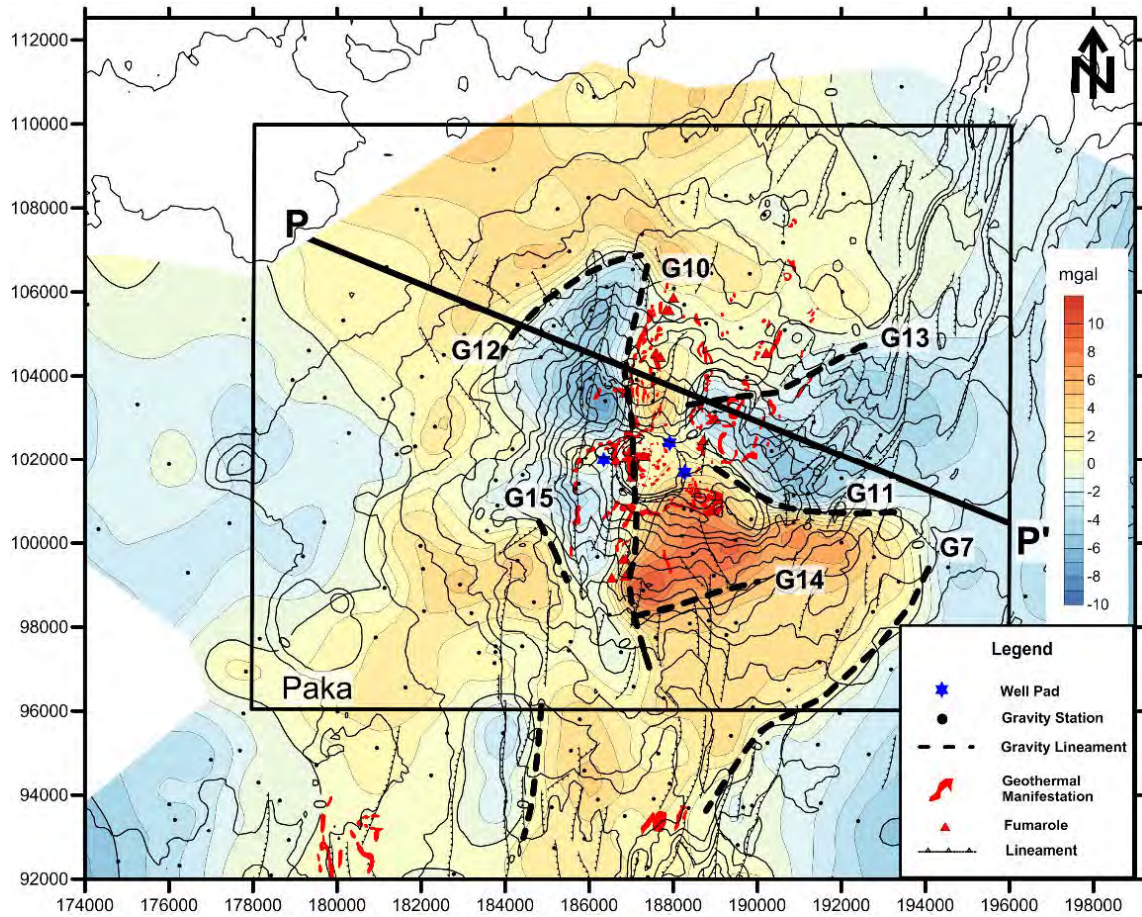 112000
110000
108000
106000
104000
102000
100000
98000
96000
94000
92000
174000 176000 178000 180000 182000 184000 186000 188000 190000 192000 194000 196000 198000
N
P
G10
G12
G13
G15
G11
G7
P'
G14
Paka
mgal
10
8
6
4
2
0
-2
-4
-6
-8
-10
Legend
Well Pad
Gravity Station
Gravity Lineament
Geothermal
Manifestation
Fumarole
Lineament